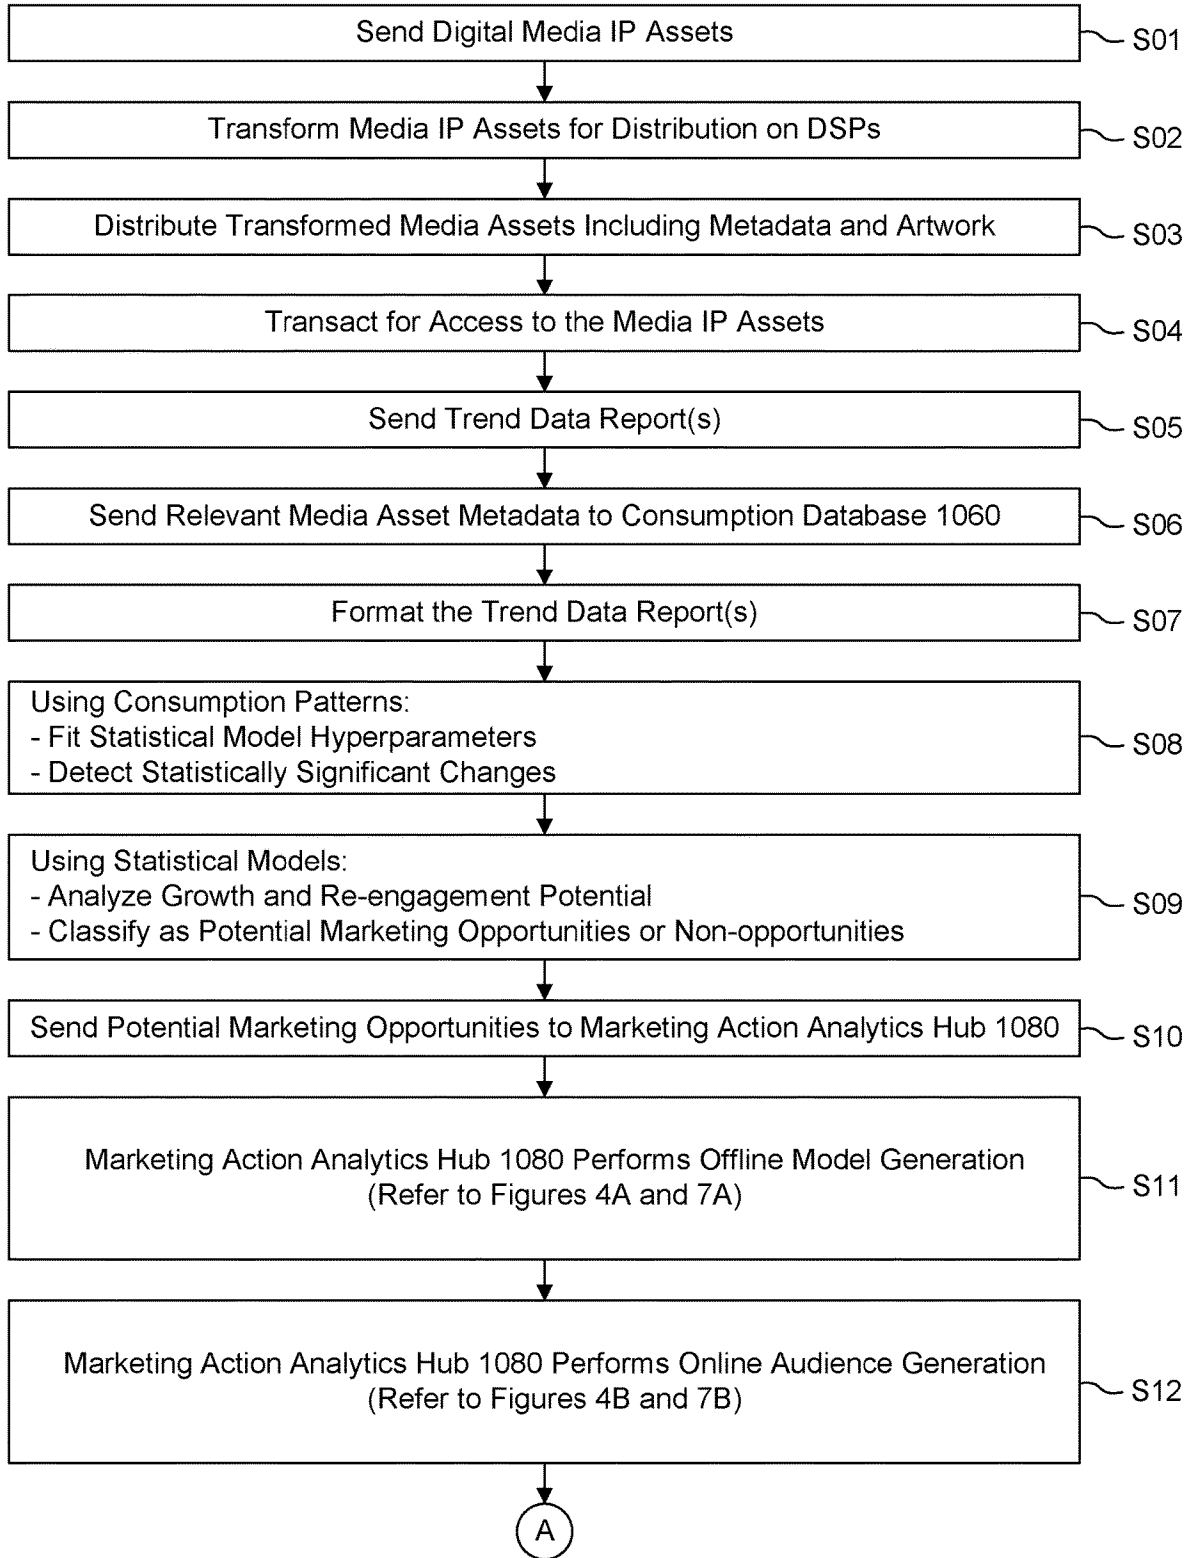 Send Digital Media IP Assets
S01
Transform Media IP Assets for Distribution on DSPs
S02
Distribute Transformed Media Assets Including Metadata and Artwork
S03
Transact for Access to the Media IP Assets
S04
Send Trend Data Report(s)
S05
Send Relevant Media Asset Metadata to Consumption Database 1060
S06
Format the Trend Data Report(s)
S07
Using Consumption Patterns:
- Fit Statistical Model Hyperparameters
- Detect Statistically Significant Changes
S08
Using Statistical Models:
- Analyze Growth and Re-engagement Potential
- Classify as Potential Marketing Opportunities or Non-opportunities
S09
Send Potential Marketing Opportunities to Marketing Action Analytics Hub 1080
S10
Marketing Action Analytics Hub 1080 Performs Offline Model Generation
(Refer to Figures 4A and 7A)
S11
Marketing Action Analytics Hub 1080 Performs Online Audience Generation
(Refer to Figures 4B and 7B)
S12
A